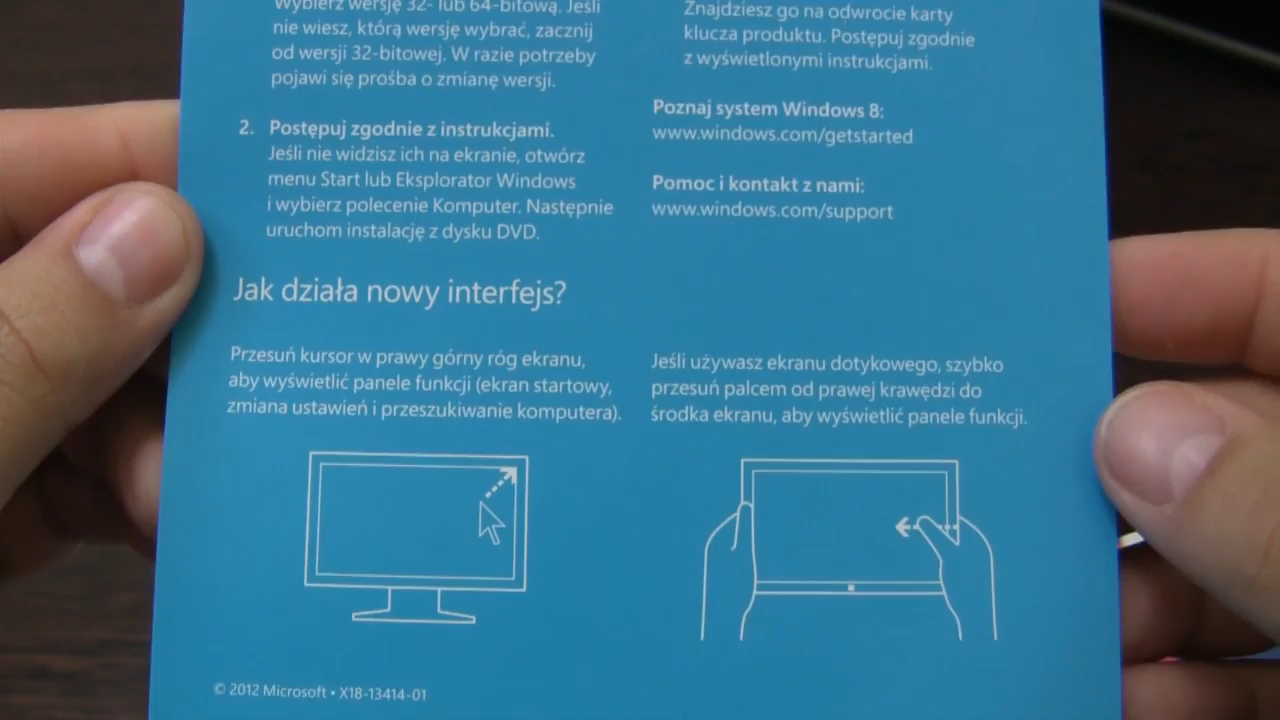 Wybierz wersję 32- lub 64-bitową. Jeśli
nie wiesz, którą wersję wybrać, zacznij
od wersji 32-bitowej. W razie potrzeby
pojawi się prośba o zmianę wersji.
2. Postępuj zgodnie z instrukcjami.
Jeśli nie widzisz ich na ekranie, otwórz
menu Start lub Eksplorator Windows
i wybierz polecenie Komputer. Następnie
uruchom instalację z dysku DVD.
Znajdziesz go na odwrocie karty
klucza produktu. Postępuj zgodnie
z wyświetlonymi instrukcjami.
Poznaj system Windows 8:
www.windows.com/getstarted
Pomoc i kontakt z nami:
www.windows.com/support
Jak działa nowy interfejs?
Przesuń kursor w prawy górny róg ekranu,
aby wyświetlić panele funkcji (ekran startowy,
zmiana ustawień i przeszukiwanie komputera).
Jeśli używasz ekranu dotykowego, szybko
przesuń palcem od prawej krawędzi do
środka ekranu, aby wyświetlić panele funkcji.
© 2012 Microsoft • X18-13414-01